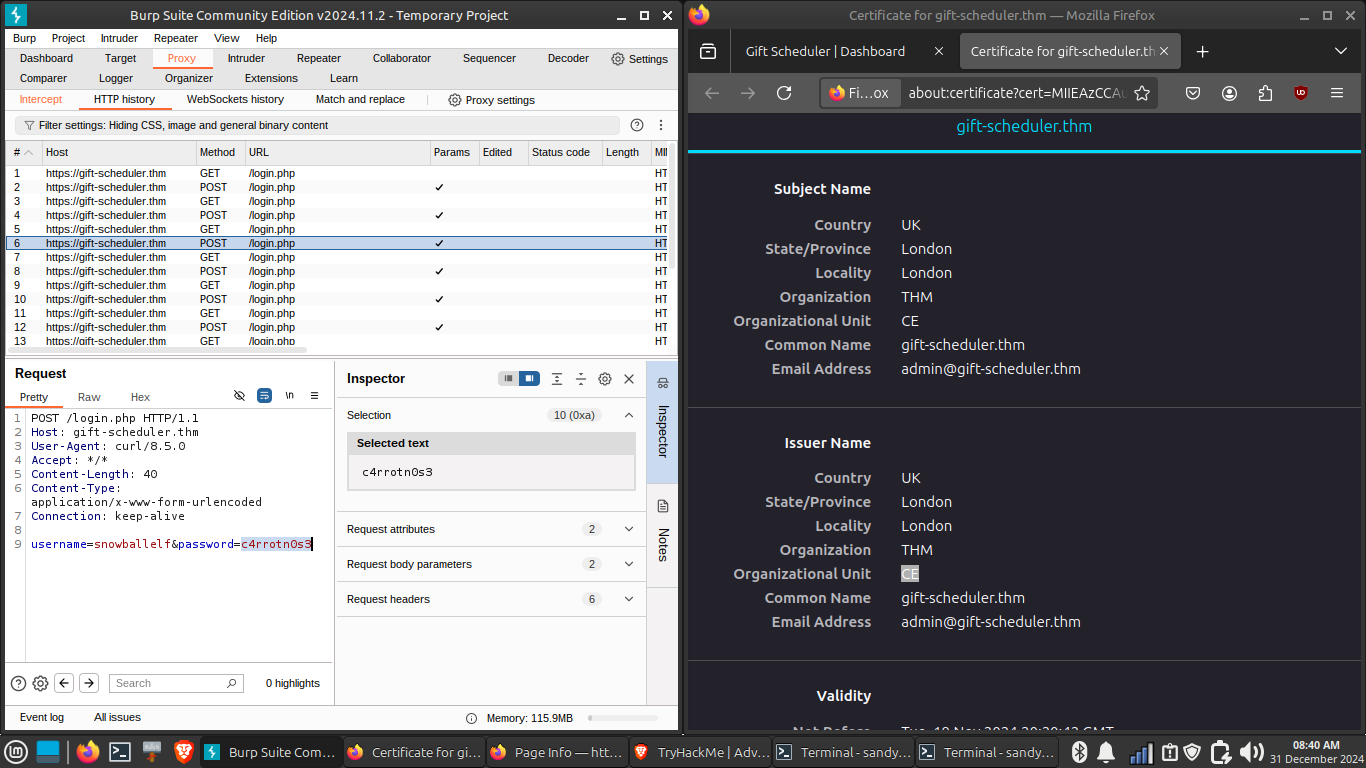 Burp Suite Community Edition v2024.11.2 - Temporary Project
Burp Project Intruder Repeater View Help
Dashboard Target Proxy Intruder Repeater Collaborator Sequencer Decoder Settings
Comparer Logger Organizer Extensions Learn
Intercept HTTP history WebSockets history Match and replace Proxy settings
Filter settings: Hiding CSS, image and general binary content
# Host Method URL Params Edited Status code Length MI
1 https://gift-scheduler.thm GET /login.php HT
2 https://gift-scheduler.thm POST /login.php ✓ HT
3 https://gift-scheduler.thm GET /login.php HT
4 https://gift-scheduler.thm POST /login.php ✓ HT
5 https://gift-scheduler.thm GET /login.php HT
6 https://gift-scheduler.thm POST /login.php ✓ HT
7 https://gift-scheduler.thm GET /login.php HT
8 https://gift-scheduler.thm POST /login.php ✓ HT
9 https://gift-scheduler.thm GET /login.php HT
10 https://gift-scheduler.thm POST /login.php ✓ HT
11 https://gift-scheduler.thm GET /login.php HT
12 https://gift-scheduler.thm POST /login.php ✓ HT
13 https://gift-scheduler.thm GET /login.php HT
Request
Pretty Raw Hex \n
1 POST /login.php HTTP/1.1
2 Host: gift-scheduler.thm
3 User-Agent: curl/8.5.0
4 Accept: */*
5 Content-Length: 40
6 Content-Type:
application/x-www-form-urlencoded
7 Connection: keep-alive
8
9 username=snowballelf&password=c4rrotn0s3
Search 0 highlights
Inspector
Selection 10 (0xa)
Selected text
c4rrotn0s3
Request attributes 2
Request body parameters 2
Request headers 6
Inspector
Notes
Event log All issues Memory: 115.9MB
Certificate for gift-scheduler.thm — Mozilla Firefox
Gift Scheduler | Dashboard Certificate for gift-scheduler.th
Fi...ox about:certificate?cert=MIIEAzCCAu
gift-scheduler.thm
Subject Name
Country UK
State/Province London
Locality London
Organization THM
Organizational Unit CE
Common Name gift-scheduler.thm
Email Address admin@gift-scheduler.thm
Issuer Name
Country UK
State/Province London
Locality London
Organization THM
Organizational Unit CE
Common Name gift-scheduler.thm
Email Address admin@gift-scheduler.thm
Validity
Burp Suite Com... Certificate for gi... Page Info — htt... TryHackMe | Adv... Terminal - sandy... Terminal - sandy...
08:40 AM
31 December 2024